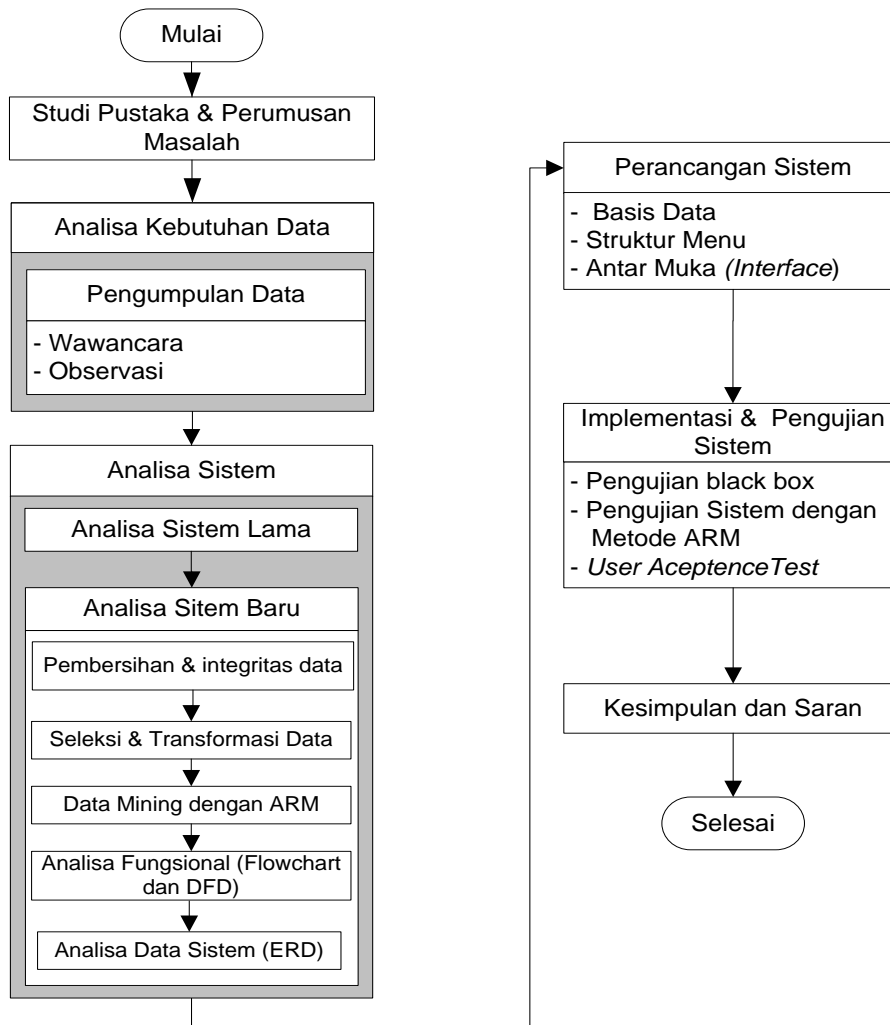 Mulai
Studi Pustaka & Perumusan
Masalah
Analisa Kebutuhan Data
Pengumpulan Data
- Wawancara
- Observasi
Analisa Sistem
Analisa Sistem Lama
Analisa Sitem Baru
Pembersihan & integritas data
Seleksi & Transformasi Data
Data Mining dengan ARM
Analisa Fungsional (Flowchart
dan DFD)
Analisa Data Sistem (ERD)
Perancangan Sistem
- Basis Data
- Struktur Menu
- Antar Muka (Interface)
Implementasi & Pengujian
Sistem
- Pengujian black box
- Pengujian Sistem dengan
Metode ARM
- User AceptenceTest
Kesimpulan dan Saran
Selesai